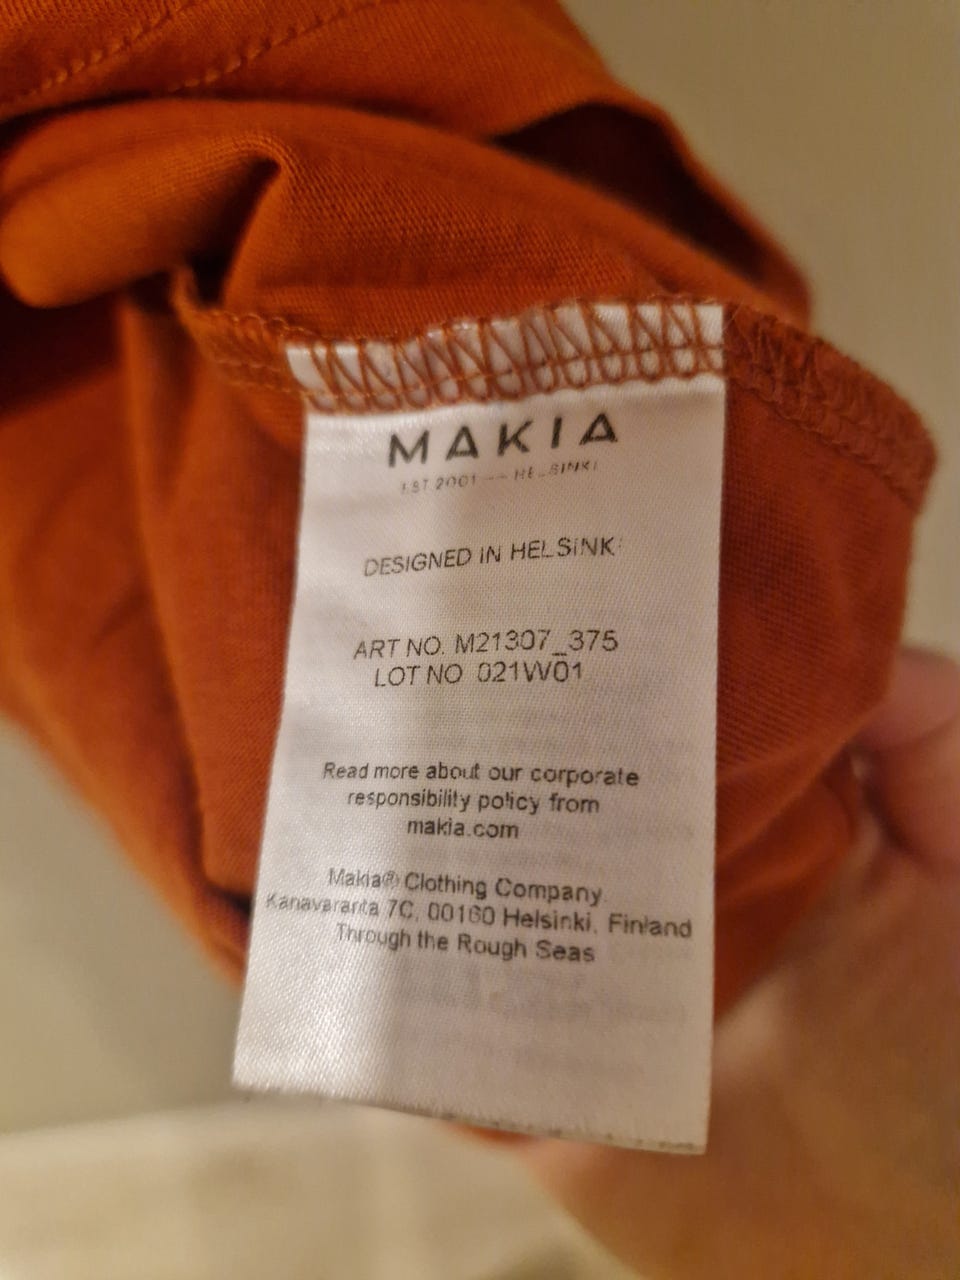 MAKIA
EST 2001 — HELSINKI
DESIGNED IN HELSINKI
ART NO. M21307_375
LOT NO 021W01
Read more about our corporate
responsibility policy from
makia.com
Makia® Clothing Company.
Kanavaranta 7C, 00160 Helsinki, Finland
Through the Rough Seas